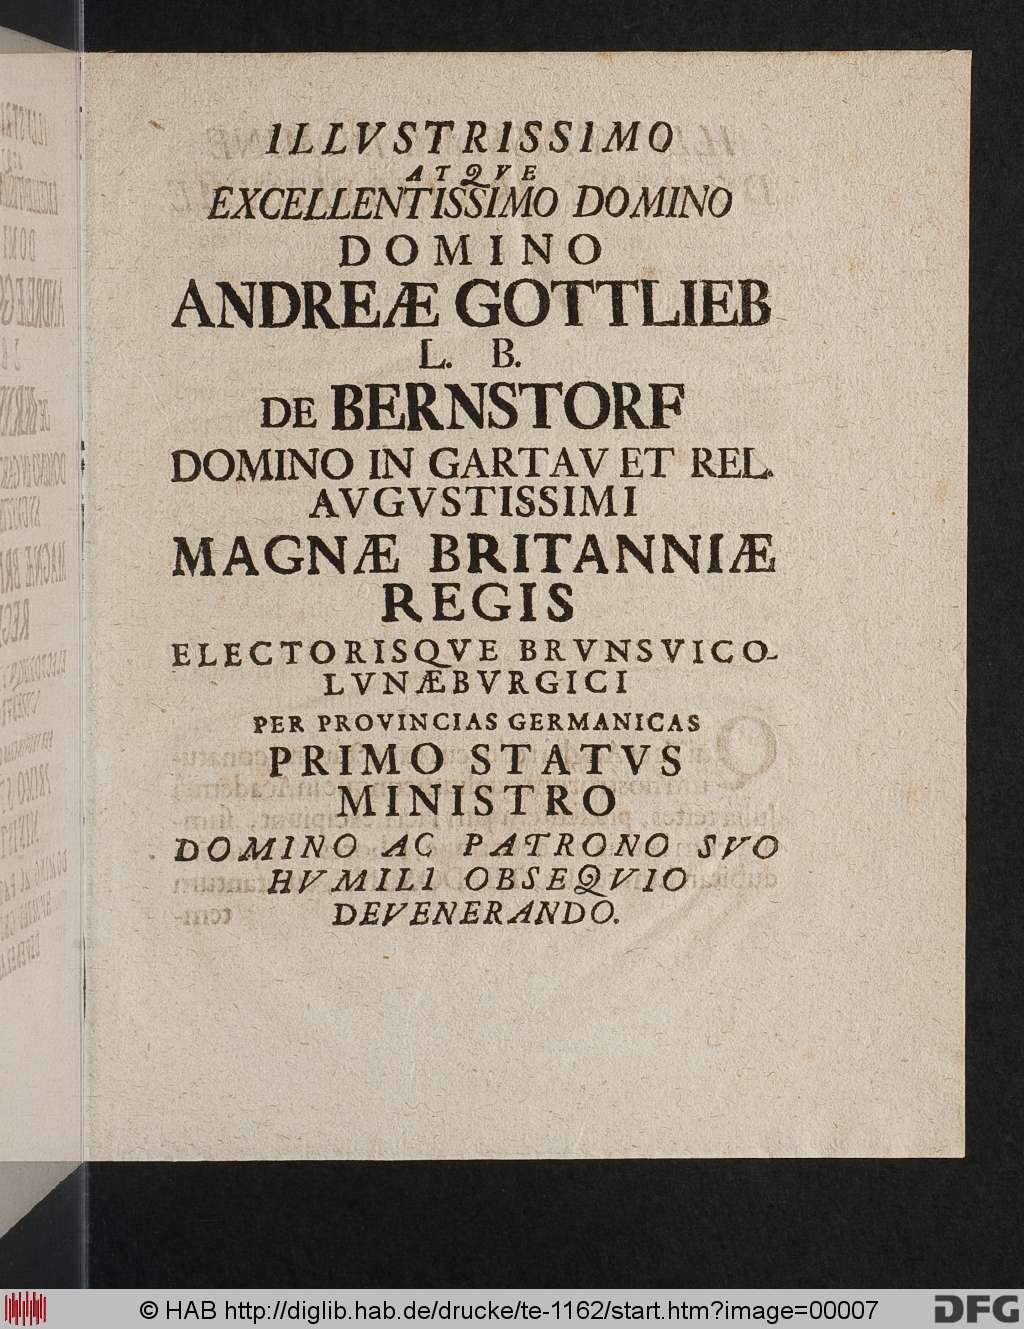 ILLVSTRISSIMO
ATQVE
EXCELLENTISSIMO DOMINO
DOMINO
ANDREÆ GOTTLIEB
L. B.
DE BERNSTORF
DOMINO IN GARTAV ET REL.
AVGVSTISSIMI
MAGNÆ BRITANNIÆ
REGIS
ELECTORISQVE BRVNSVICO-
LVNÆBVRGICI
PER PROVINCIAS GERMANICAS
PRIMO STATVS
MINISTRO
DOMINO AC PATRONO SVO
HVMILI OBSEQVIO
DEVENERANDO.
© HAB http://diglib.hab.de/drucke/te-1162/start.htm?image=00007
DFG